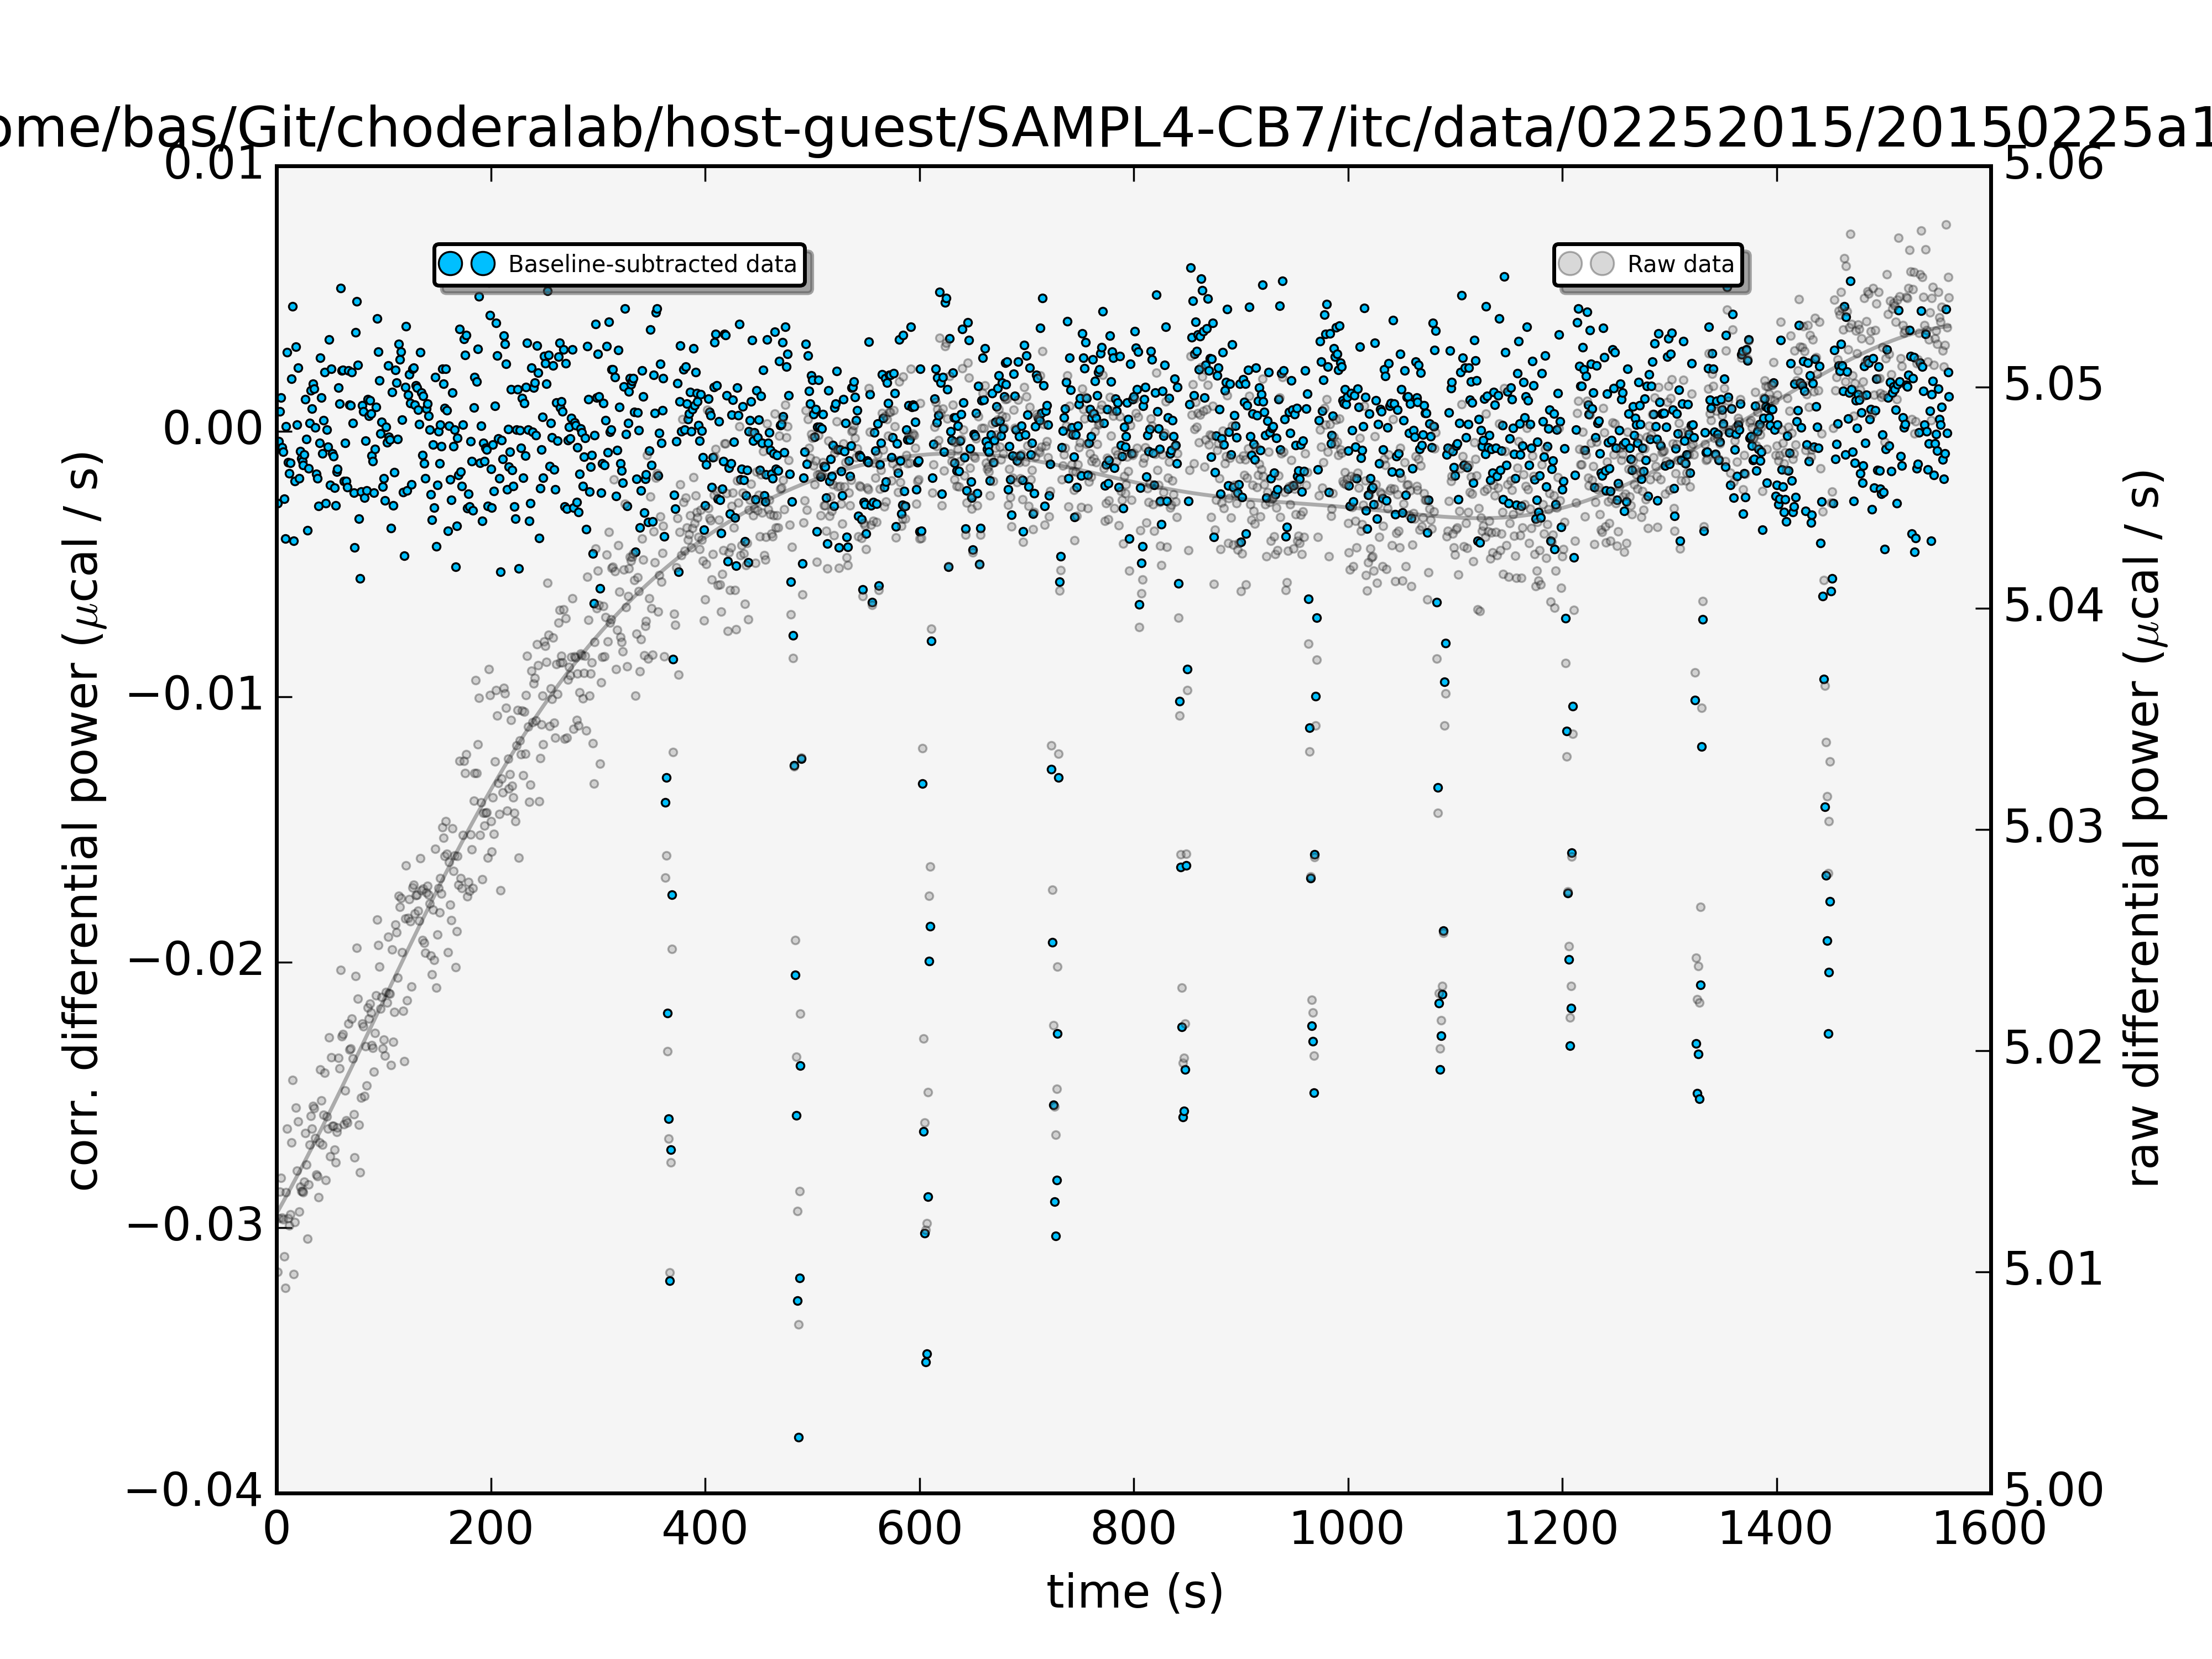 ome/bas/Git/choderalab/host-guest/SAMPL4-CB7/itc/data/02252015/20150225a1
0.01
0.00
−0.01
−0.02
−0.03
−0.04
corr. differential power (μcal / s)
Baseline-subtracted data
Raw data
5.06
5.05
5.04
5.03
5.02
5.01
5.00
raw differential power (μcal / s)
0 200 400 600 800 1000 1200 1400 1600
time (s)